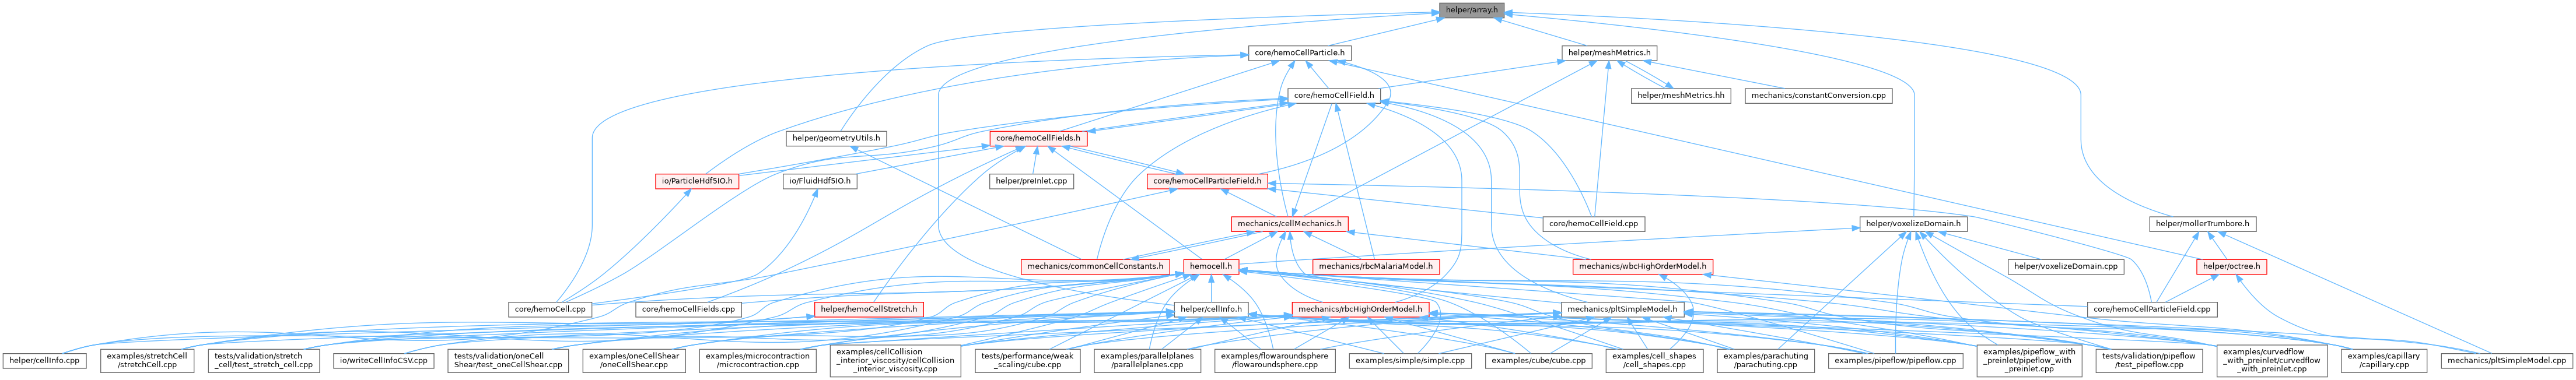 helper/array.h
core/hemoCellParticle.h
helper/meshMetrics.h
core/hemoCellField.h
helper/meshMetrics.hh
mechanics/constantConversion.cpp
helper/geometryUtils.h
core/hemoCellFields.h
io/ParticleHdf5IO.h
io/FluidHdf5IO.h
helper/preInlet.cpp
core/hemoCellParticleField.h
mechanics/cellMechanics.h
core/hemoCellField.cpp
helper/voxelizeDomain.h
helper/mollerTrumbore.h
mechanics/commonCellConstants.h
hemocell.h
mechanics/rbcMalariaModel.h
mechanics/wbcHighOrderModel.h
helper/voxelizeDomain.cpp
helper/octree.h
core/hemoCell.cpp
core/hemoCellFields.cpp
helper/hemoCellStretch.h
helper/cellInfo.h
mechanics/rbcHighOrderModel.h
mechanics/pltSimpleModel.h
core/hemoCellParticleField.cpp
helper/cellInfo.cpp
examples/stretchCell
/stretchCell.cpp
tests/validation/stretch
_cell/test_stretch_cell.cpp
io/writeCellInfoCSV.cpp
tests/validation/oneCell
Shear/test_oneCellShear.cpp
examples/oneCellShear
/oneCellShear.cpp
examples/microcontraction
/microcontraction.cpp
examples/cellCollision
_interior_viscosity/cellCollision
_interior_viscosity.cpp
tests/performance/weak
_scaling/cube.cpp
examples/parallelplanes
/parallelplanes.cpp
examples/flowaroundsphere
/flowaroundsphere.cpp
examples/simple/simple.cpp
examples/cube/cube.cpp
examples/cell_shapes
/cell_shapes.cpp
examples/parachuting
/parachuting.cpp
examples/pipeflow/pipeflow.cpp
examples/pipeflow_with
_preinlet/pipeflow_with
_preinlet.cpp
tests/validation/pipeflow
/test_pipeflow.cpp
examples/curvedflow
_with_preinlet/curvedflow
_with_preinlet.cpp
examples/capillary
/capillary.cpp
mechanics/pltSimpleModel.cpp